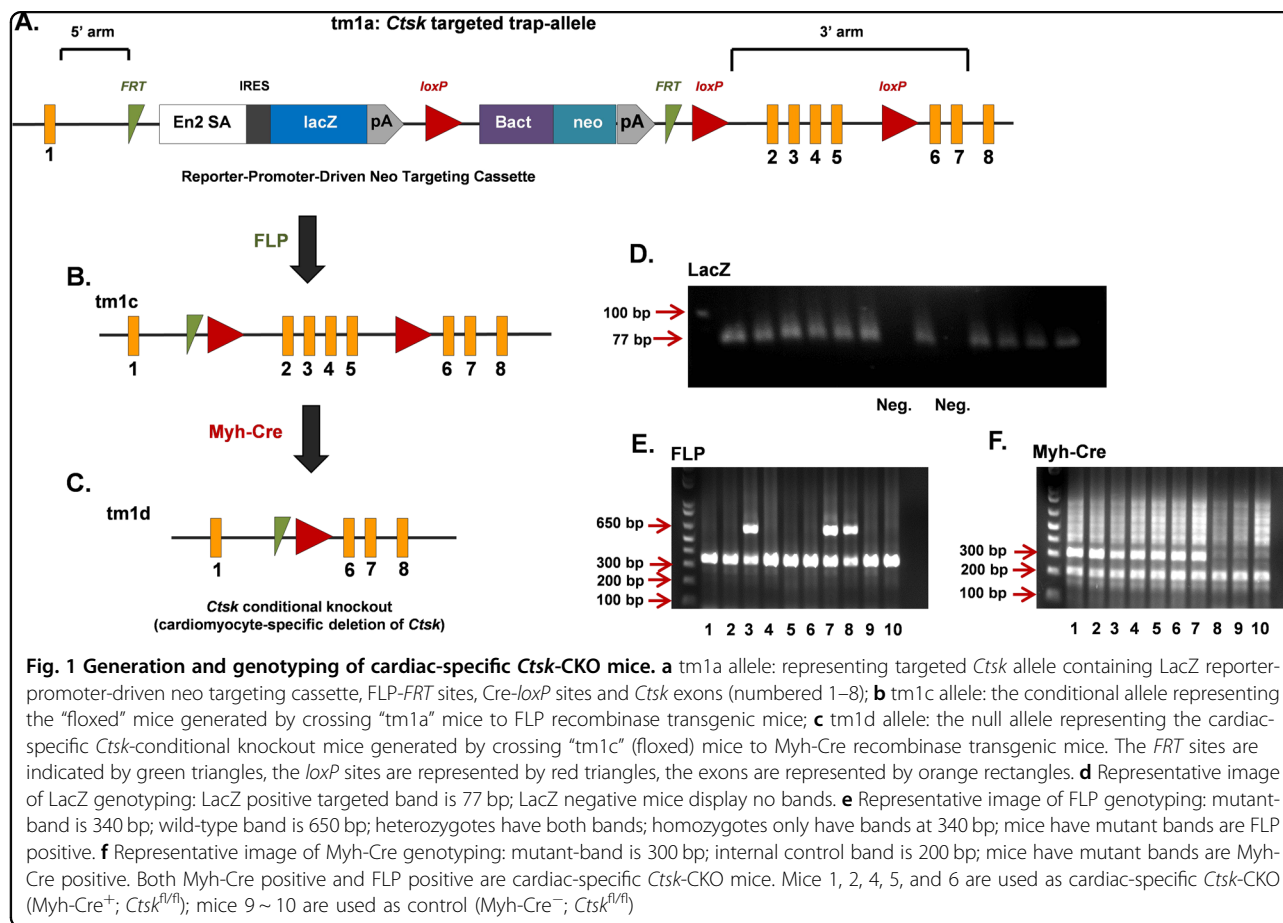 A.
tm1a: Ctsk targeted trap-allele
5' arm
3' arm
FRT
IRES
loxP
FRT
loxP
loxP
En2 SA
lacZ
pA
Bact
neo
pA
1
2 3 4 5
6 7 8
Reporter-Promoter-Driven Neo Targeting Cassette
FLP
B.
tm1c
1
2 3 4 5
6 7 8
Myh-Cre
C.
tm1d
1
6 7 8
Ctsk conditional knockout
(cardiomyocyte-specific deletion of Ctsk)
D.
LacZ
100 bp
77 bp
Neg. Neg.
E.
FLP
650 bp
300 bp
200 bp
100 bp
1 2 3 4 5 6 7 8 9 10
F.
Myh-Cre
300 bp
200 bp
100 bp
1 2 3 4 5 6 7 8 9 10
Fig. 1 Generation and genotyping of cardiac-specific Ctsk-CKO mice. a tm1a allele: representing targeted Ctsk allele containing LacZ reporter-
promoter-driven neo targeting cassette, FLP-FRT sites, Cre-loxP sites and Ctsk exons (numbered 1–8); b tm1c allele: the conditional allele representing
the “floxed” mice generated by crossing “tm1a” mice to FLP recombinase transgenic mice; c tm1d allele: the null allele representing the cardiac-
specific Ctsk-conditional knockout mice generated by crossing “tm1c” (floxed) mice to Myh-Cre recombinase transgenic mice. The FRT sites are
indicated by green triangles, the loxP sites are represented by red triangles, the exons are represented by orange rectangles. d Representative image
of LacZ genotyping: LacZ positive targeted band is 77 bp; LacZ negative mice display no bands. e Representative image of FLP genotyping: mutant-
band is 340 bp; wild-type band is 650 bp; heterozygotes have both bands; homozygotes only have bands at 340 bp; mice have mutant bands are FLP
positive. f Representative image of Myh-Cre genotyping: mutant-band is 300 bp; internal control band is 200 bp; mice have mutant bands are Myh-
Cre positive. Both Myh-Cre positive and FLP positive are cardiac-specific Ctsk-CKO mice. Mice 1, 2, 4, 5, and 6 are used as cardiac-specific Ctsk-CKO
(Myh-Cre⁺; Ctskᶠˡ/ᶠˡ); mice 9 ~ 10 are used as control (Myh-Cre⁻; Ctskᶠˡ/ᶠˡ)